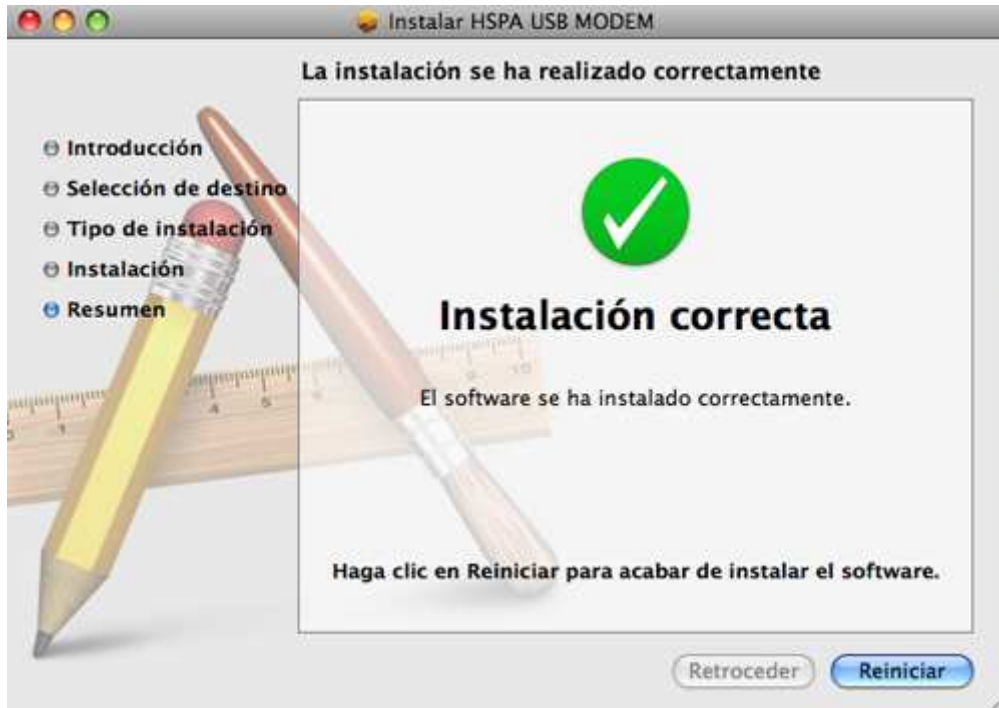 Instalar HSPA USB MODEM
La instalación se ha realizado correctamente
Introducción
Selección de destino
Tipo de instalación
Instalación
Resumen
Instalación correcta
El software se ha instalado correctamente.
Haga clic en Reiniciar para acabar de instalar el software.
Retroceder
Reiniciar